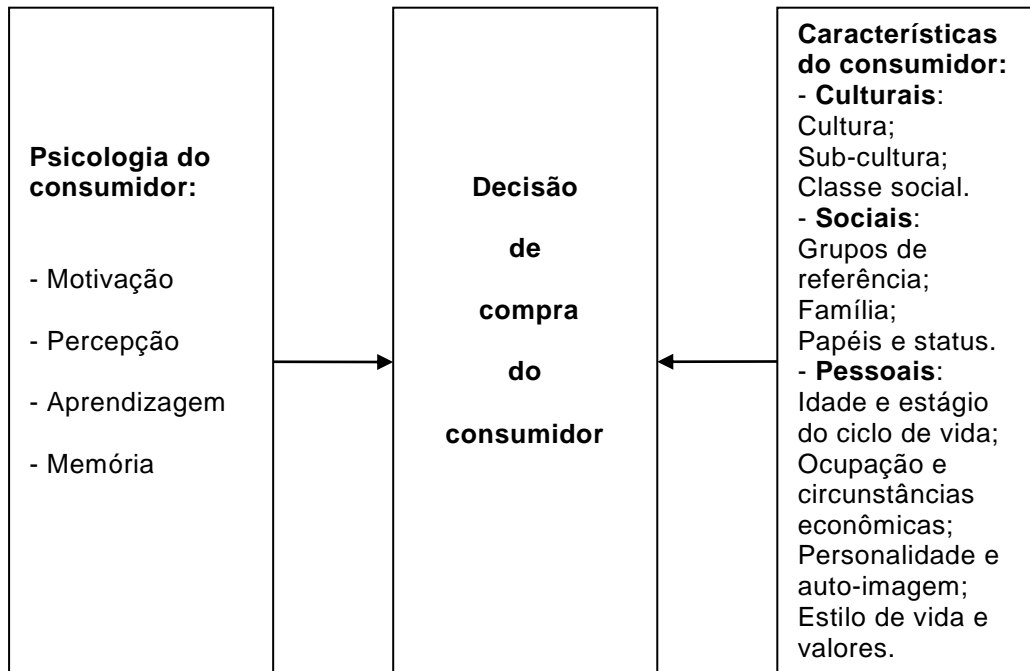 Psicologia do
consumidor:
- Motivação
- Percepção
- Aprendizagem
- Memória
Decisão
de
compra
do
consumidor
Características
do consumidor:
- Culturais:
Cultura;
Sub-cultura;
Classe social.
- Sociais:
Grupos de
referência;
Família;
Papéis e status.
- Pessoais:
Idade e estágio
do ciclo de vida;
Ocupação e
circunstâncias
econômicas;
Personalidade e
auto-imagem;
Estilo de vida e
valores.